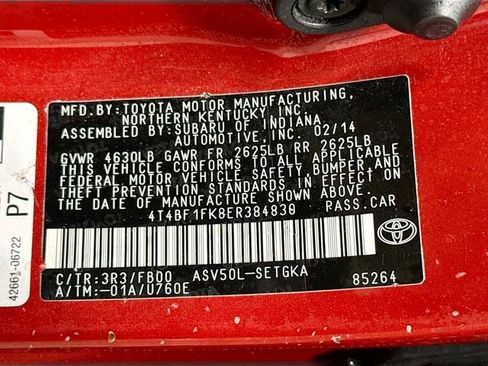 MFD.BY:TOYOTA MOTOR MANUFACTURING,
NORTHERN KENTUCKY,INC.
ASSEMBLED BY:SUBARU OF INDIANA
AUTOMOTIVE,INC. 02/14
GVWR 4630LB GAWR FR 2625LB RR 2625LB
THIS VEHICLE CONFORMS TO ALL APPLICABLE
FEDERAL MOTOR VEHICLE SAFETY,BUMPER,AND
THEFT PREVENTION STANDARDS IN EFFECT ON
THE DATE OF MANUFACTURE SHOWN ABOVE.
4T4BF1FK8ER384839 PASS.CAR
C/TR:3R3/FB00 ASV50L-SETGKA
A/TM:-01A/U760E 85264
TOYOTA
P7
42661-06722